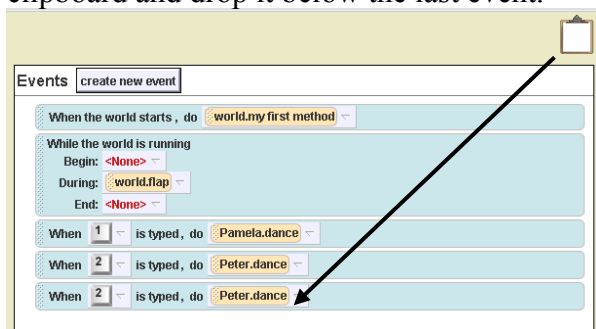 clipboard and drop it below the last event.
Events create new event
When the world starts , do world.my first method
While the world is running
Begin: <None>
During: world.flap
End: <None>
When 1 is typed , do Pamela.dance
When 2 is typed , do Peter.dance
When 2 is typed , do Peter.dance